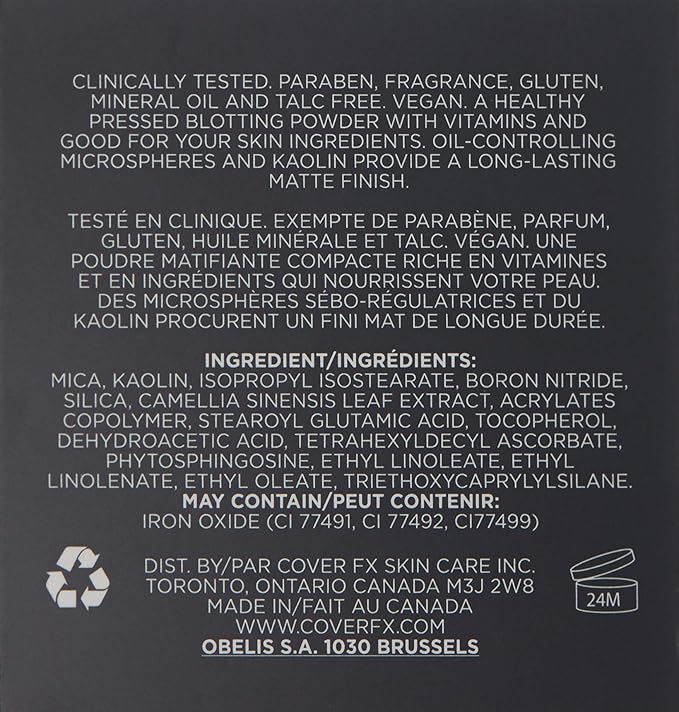 CLINICALLY TESTED. PARABEN, FRAGRANCE, GLUTEN,
MINERAL OIL AND TALC FREE. VEGAN. A HEALTHY
PRESSED BLOTTING POWDER WITH VITAMINS AND
GOOD FOR YOUR SKIN INGREDIENTS. OIL-CONTROLLING
MICROSPHERES AND KAOLIN PROVIDE A LONG-LASTING
MATTE FINISH.
TESTÉ EN CLINIQUE. EXEMPTE DE PARABÈNE, PARFUM,
GLUTEN, HUILE MINÉRALE ET TALC. VÉGAN. UNE
POUDRE MATIFIANTE COMPACTE RICHE EN VITAMINES
ET EN INGRÉDIENTS QUI NOURRISSENT VOTRE PEAU.
DES MICROSPHÈRES SÉBO-RÉGULATRICES ET DU
KAOLIN PROCURENT UN FINI MAT DE LONGUE DURÉE.
INGREDIENT/INGRÉDIENTS:
MICA, KAOLIN, ISOPROPYL ISOSTEARATE, BORON NITRIDE,
SILICA, CAMELLIA SINENSIS LEAF EXTRACT, ACRYLATES
COPOLYMER, STEAROYL GLUTAMIC ACID, TOCOPHEROL,
DEHYDROACETIC ACID, TETRAHEXYLDECYL ASCORBATE,
PHYTOSPHINGOSINE, ETHYL LINOLEATE, ETHYL
LINOLENATE, ETHYL OLEATE, TRIETHOXYCAPRYLYLSILANE.
MAY CONTAIN/PEUT CONTENIR:
IRON OXIDE (CI 77491, CI 77492, CI77499)
DIST. BY/PAR COVER FX SKIN CARE INC.
TORONTO, ONTARIO CANADA M3J 2W8
MADE IN/FAIT AU CANADA
WWW.COVERFX.COM
OBELIS S.A. 1030 BRUSSELS
24M